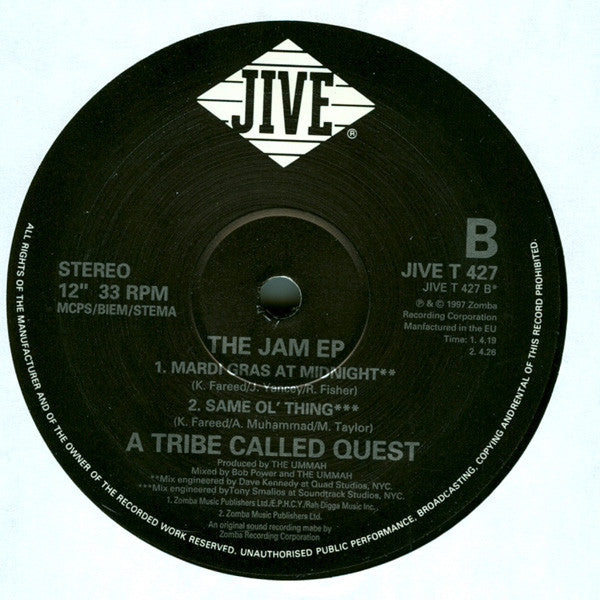 JIVE®
B
STEREO
12" 33 RPM
MCPS/BIEM/STEMA
JIVE T 427
JIVE T 427 B*
℗ & © 1997 Zomba
Recording Corporation
Manfactured in the EU
Time: 1. 4.19
2. 4.26
THE JAM EP
1. MARDI GRAS AT MIDNIGHT**
(K. Fareed/J. Yancey/R. Fisher)
2. SAME OL' THING***
(K. Fareed/A. Muhammad/M. Taylor)
A TRIBE CALLED QUEST
Produced by THE UMMAH
Mixed by Bob Power and THE UMMAH
**Mix engineered by Dave Kennedy at Quad Studios, NYC.
***Mix engineered by Tony Smalios at Soundtrack Studios, NYC.
1. Zomba Music Publishers Ltd./E.P.H.C.Y/Rah Digga Music Inc.
2. Zomba Music Publishers Ltd.
An original sound recording made by
Zomba Recording Corporation
ALL RIGHTS OF THE MANUFACTURER AND OF THE OWNER OF THE RECORDED WORK RESERVED. UNAUTHORISED PUBLIC PERFORMANCE, BROADCASTING, COPYING AND RENTAL OF THIS RECORD PROHIBITED.